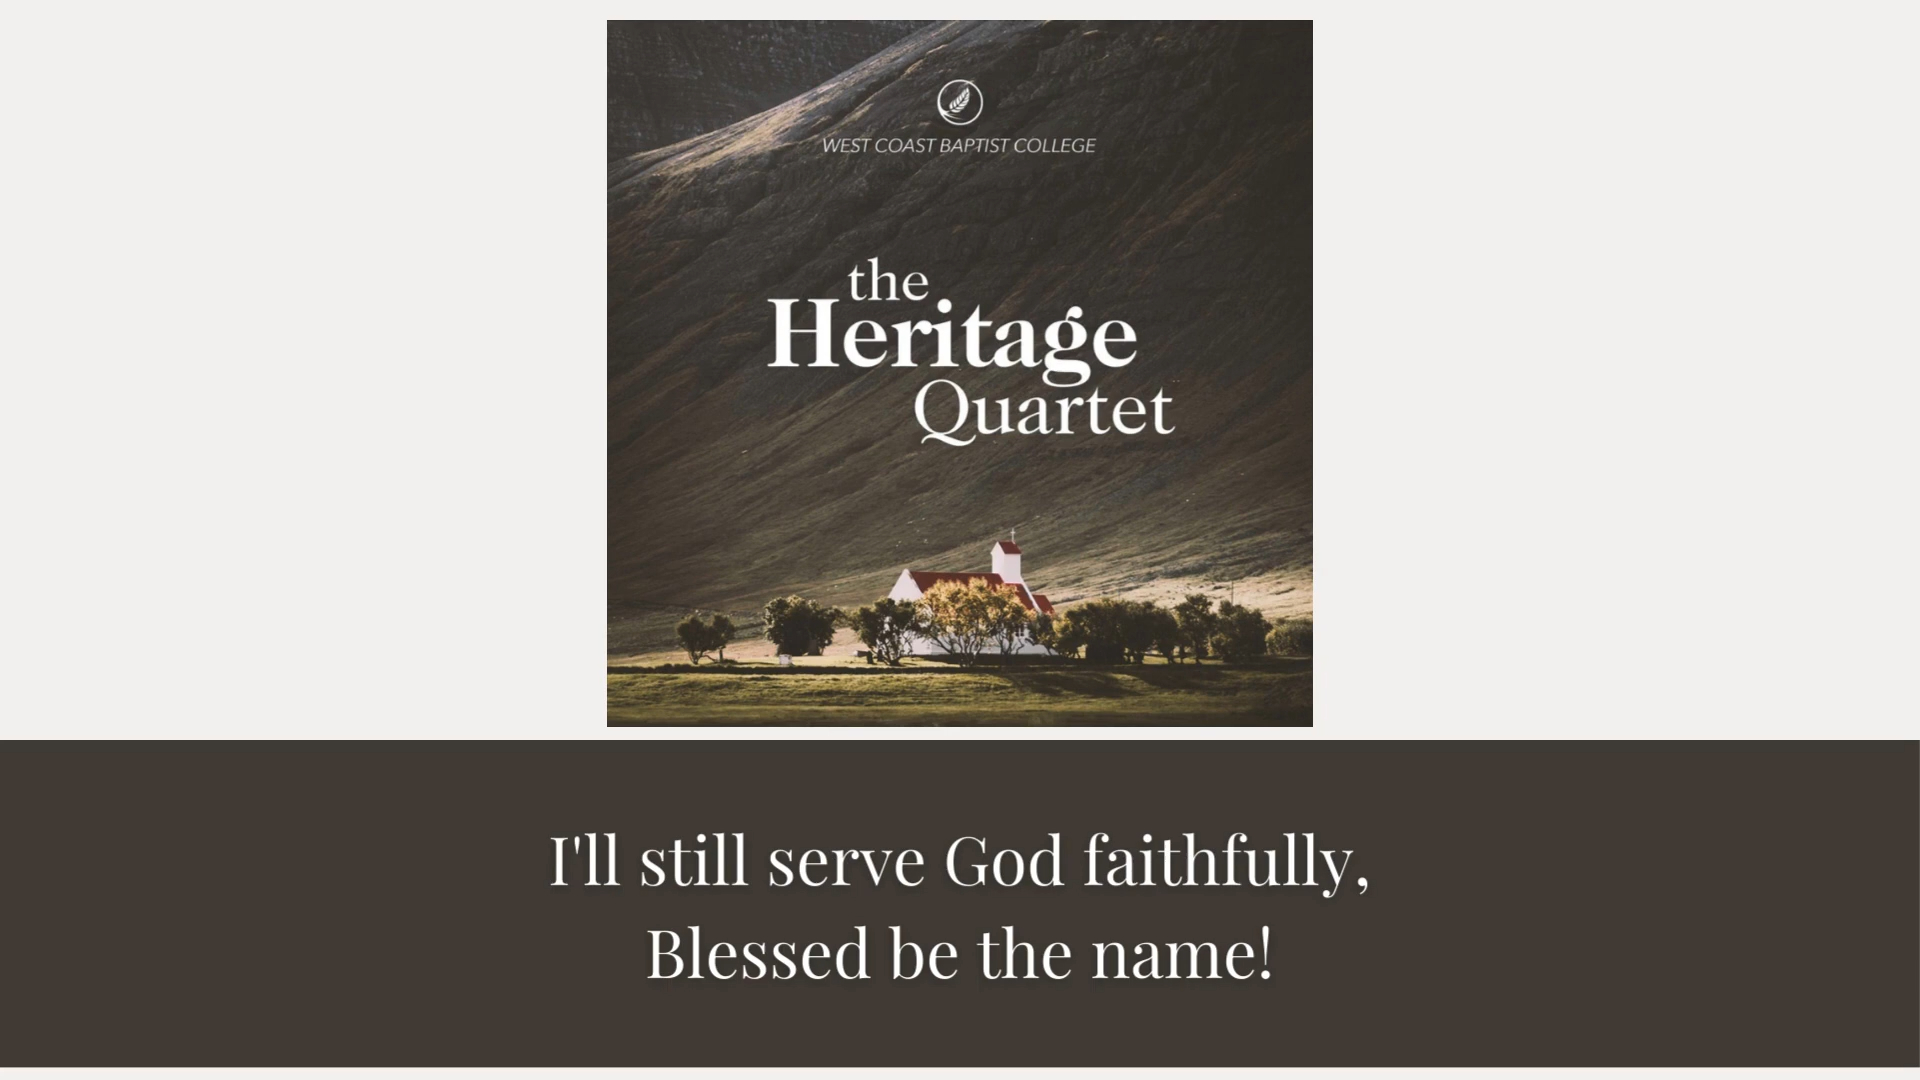 WEST COAST BAPTIST COLLEGE
the
Heritage
Quartet
I'll still serve God faithfully,
Blessed be the name!